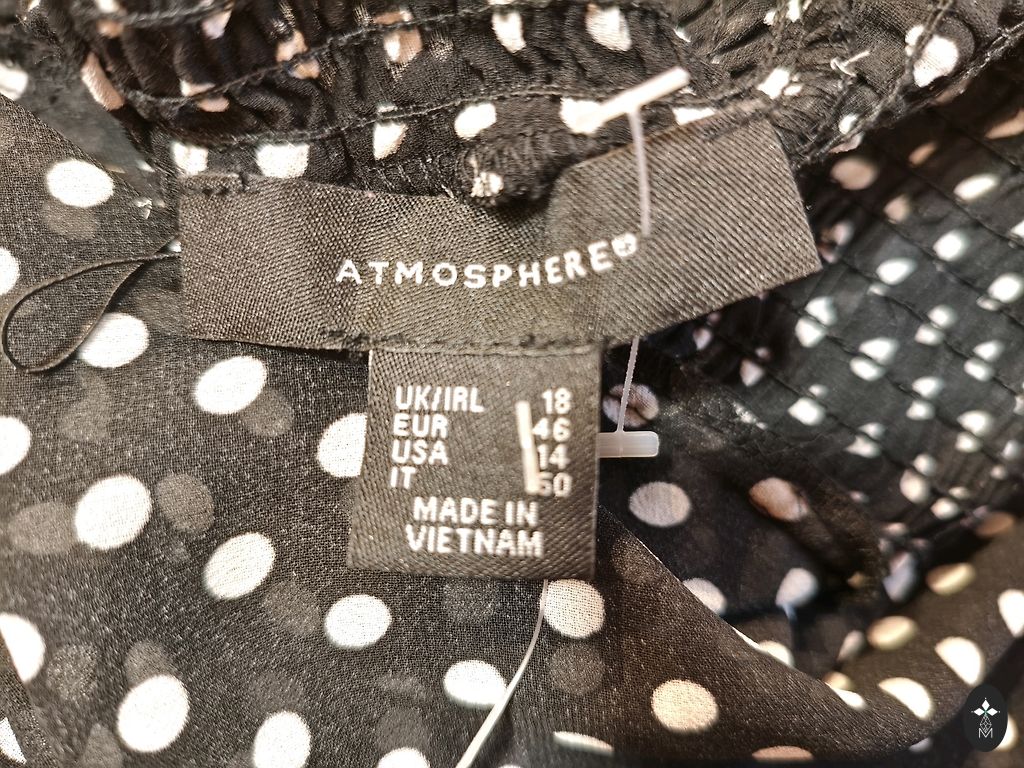 ATMOSPHERE®
UK/IRL 18
EUR 46
USA 14
IT 50
MADE IN
VIETNAM
M